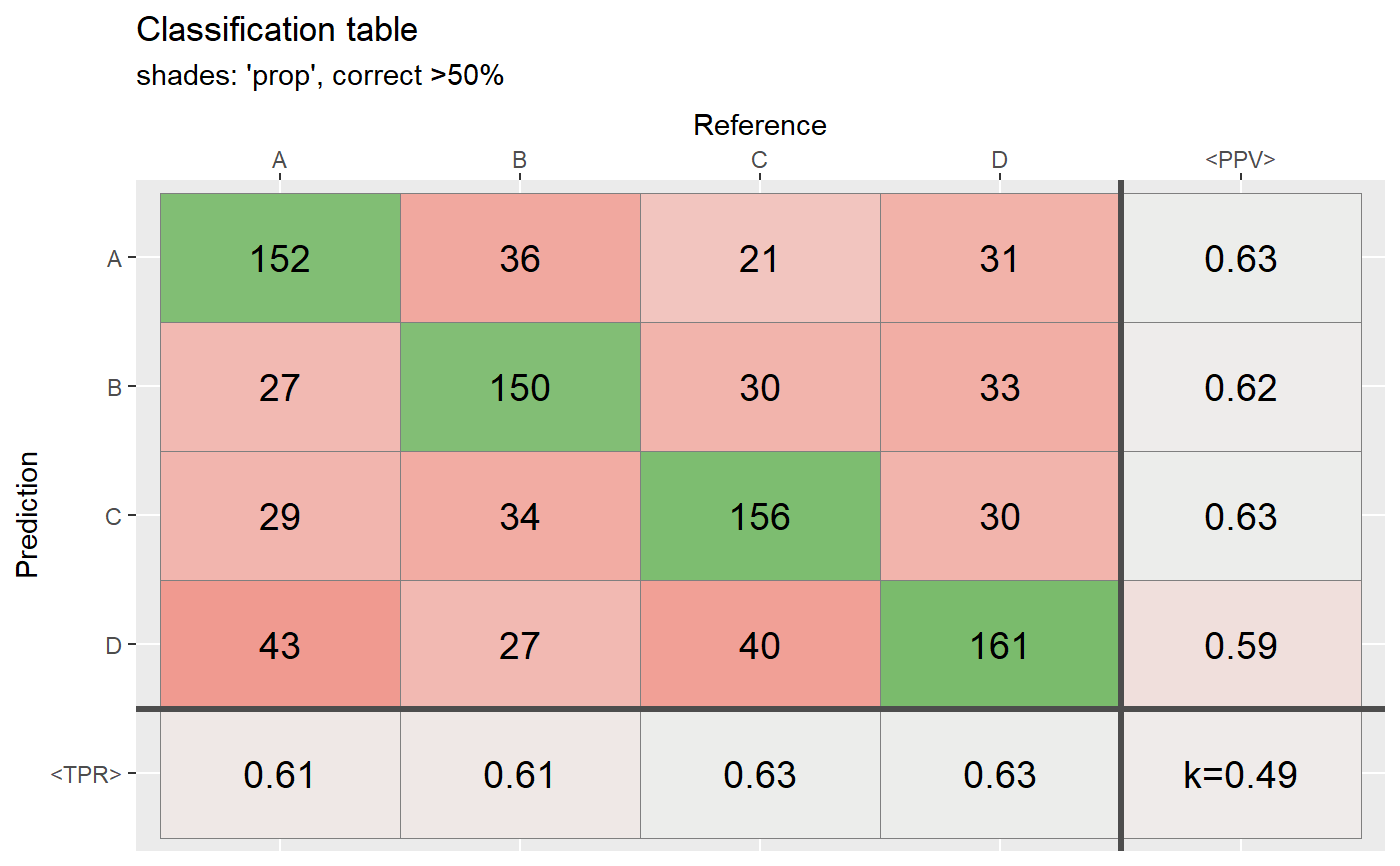 Classification table
shades: 'prop', correct >50%
Reference
A B C D <PPV>
A 152 36 21 31 0.63
B 27 150 30 33 0.62
Prediction
C 29 34 156 30 0.63
D 43 27 40 161 0.59
<TPR> 0.61 0.61 0.63 0.63 k=0.49